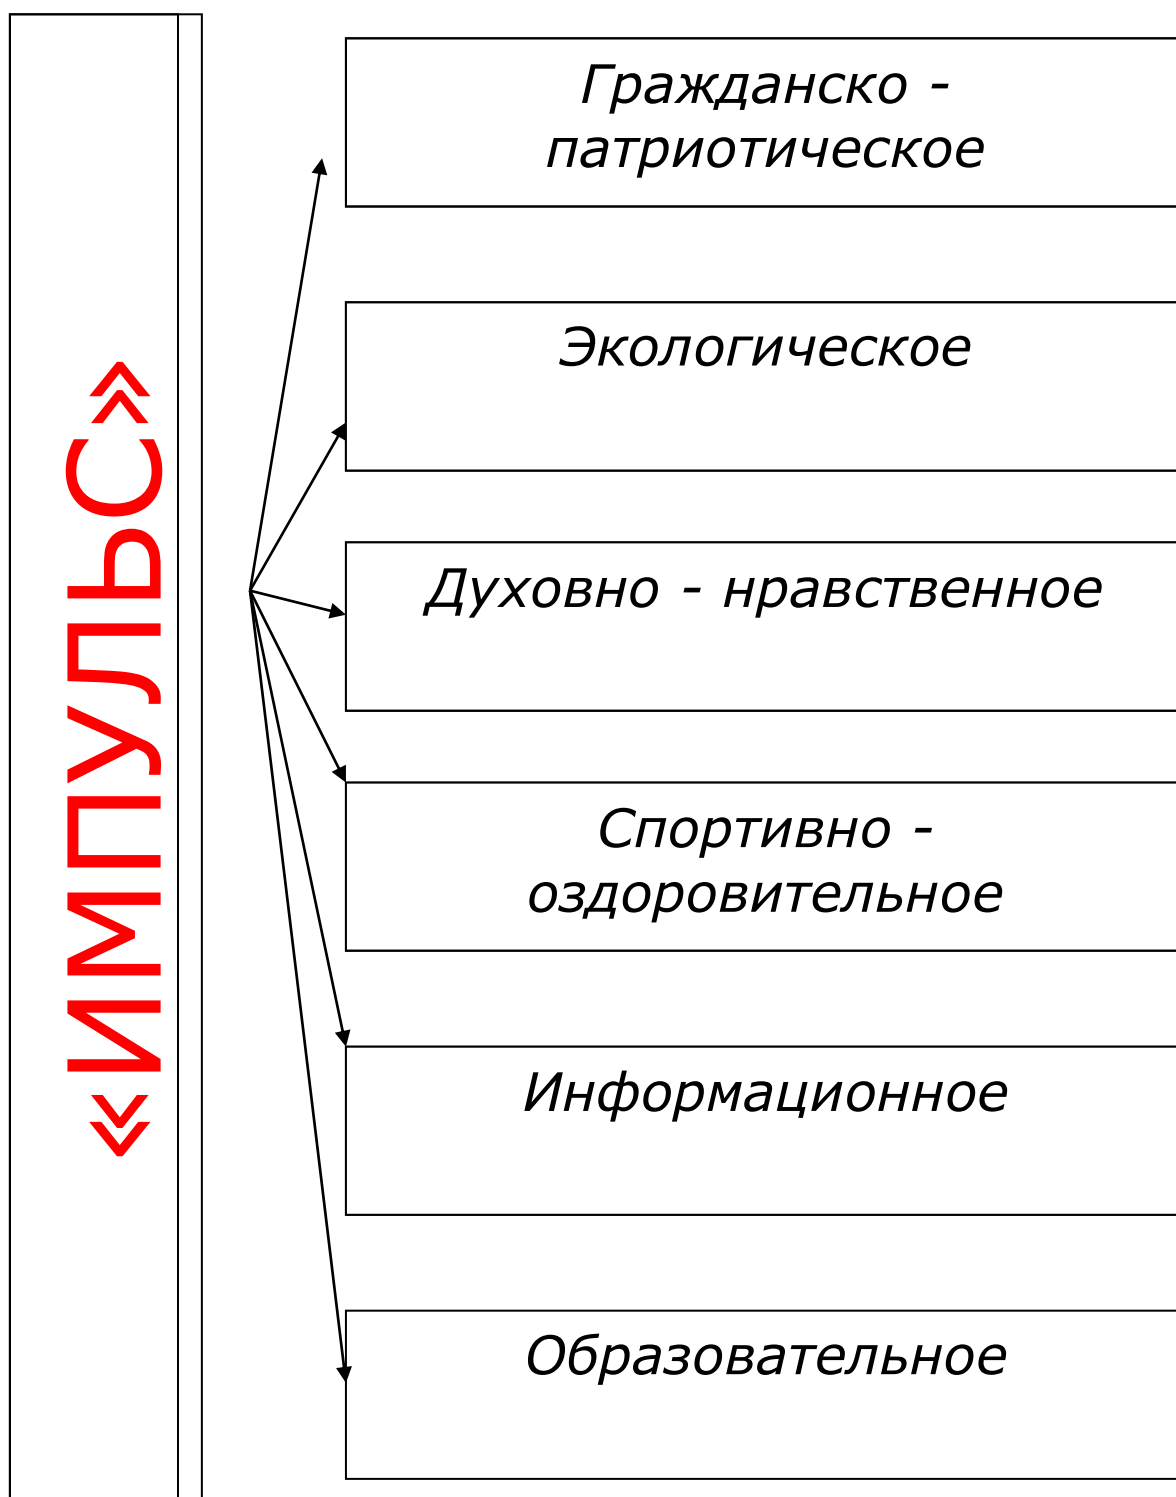 «ИМПУЛЬС»
Гражданско -
патриотическое
Экологическое
Духовно - нравственное
Спортивно -
оздоровительное
Информационное
Образовательное